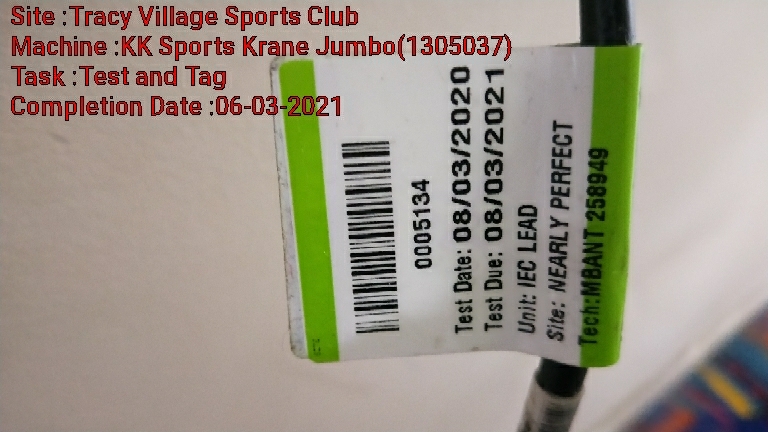 Site :Tracy Village Sports Club
Machine :KK Sports Krane Jumbo(1305037)
Task :Test and Tag
Completion Date :06-03-2021
0005134
Test Date: 08/03/2020
Test Due: 08/03/2021
Unit: IEC LEAD
Site: NEARLY PERFECT
Tech:MBANT 258949